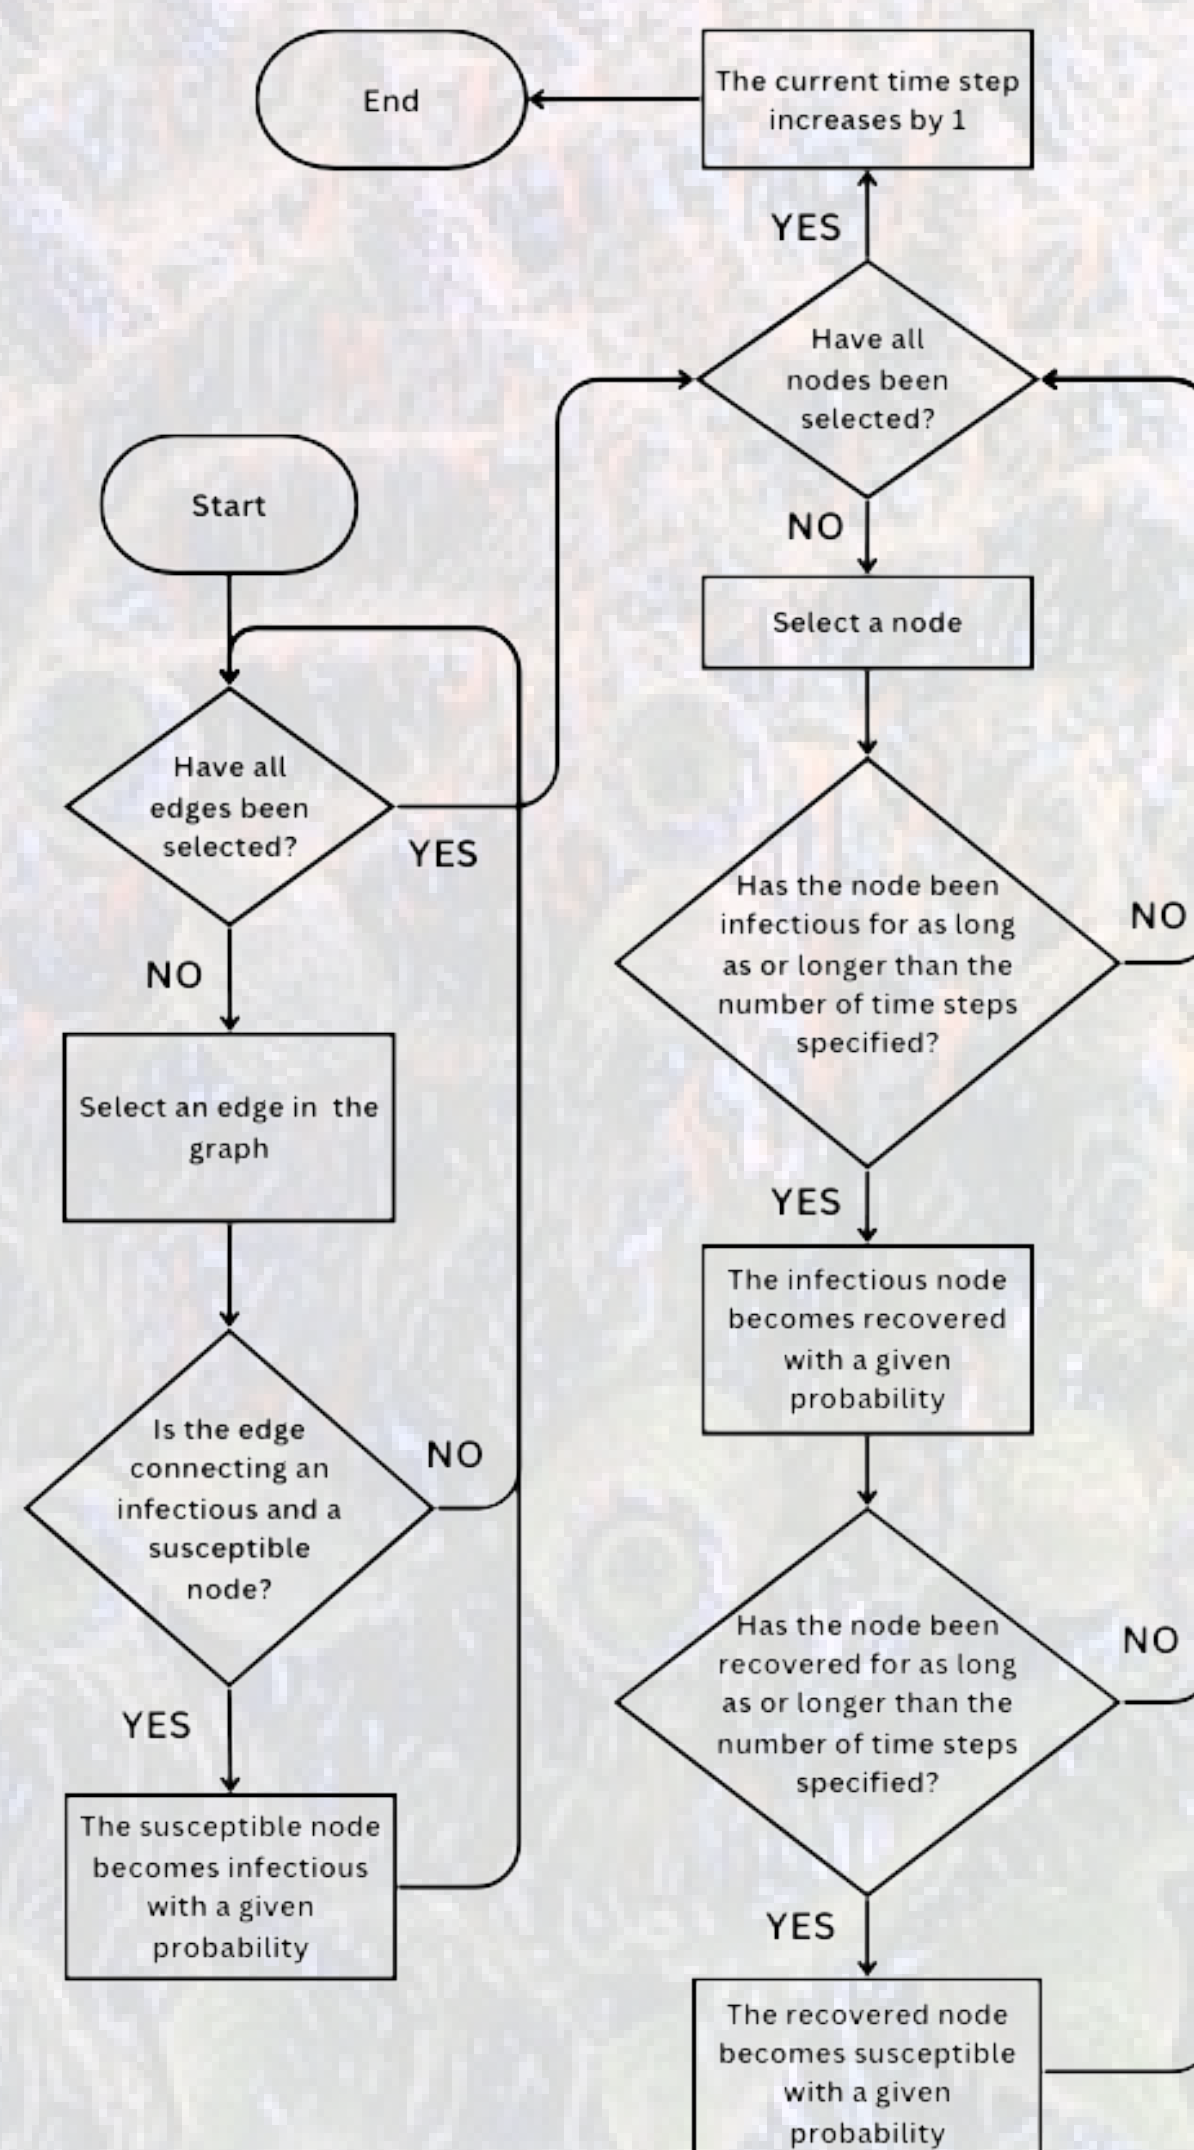 End
The current time step
increases by 1
YES
Have all
nodes been
selected?
Start
NO
Select a node
Have all
edges been
selected?
YES
NO
Select an edge in the
graph
Is the edge
connecting an
infectious and a
susceptible
node?
NO
YES
The susceptible node
becomes infectious
with a given
probability
Has the node been
infectious for as long
as or longer than the
number of time steps
specified?
NO
YES
The infectious node
becomes recovered
with a given
probability
Has the node been
recovered for as long
as or longer than the
number of time steps
specified?
NO
YES
The recovered node
becomes susceptible
with a given
probability